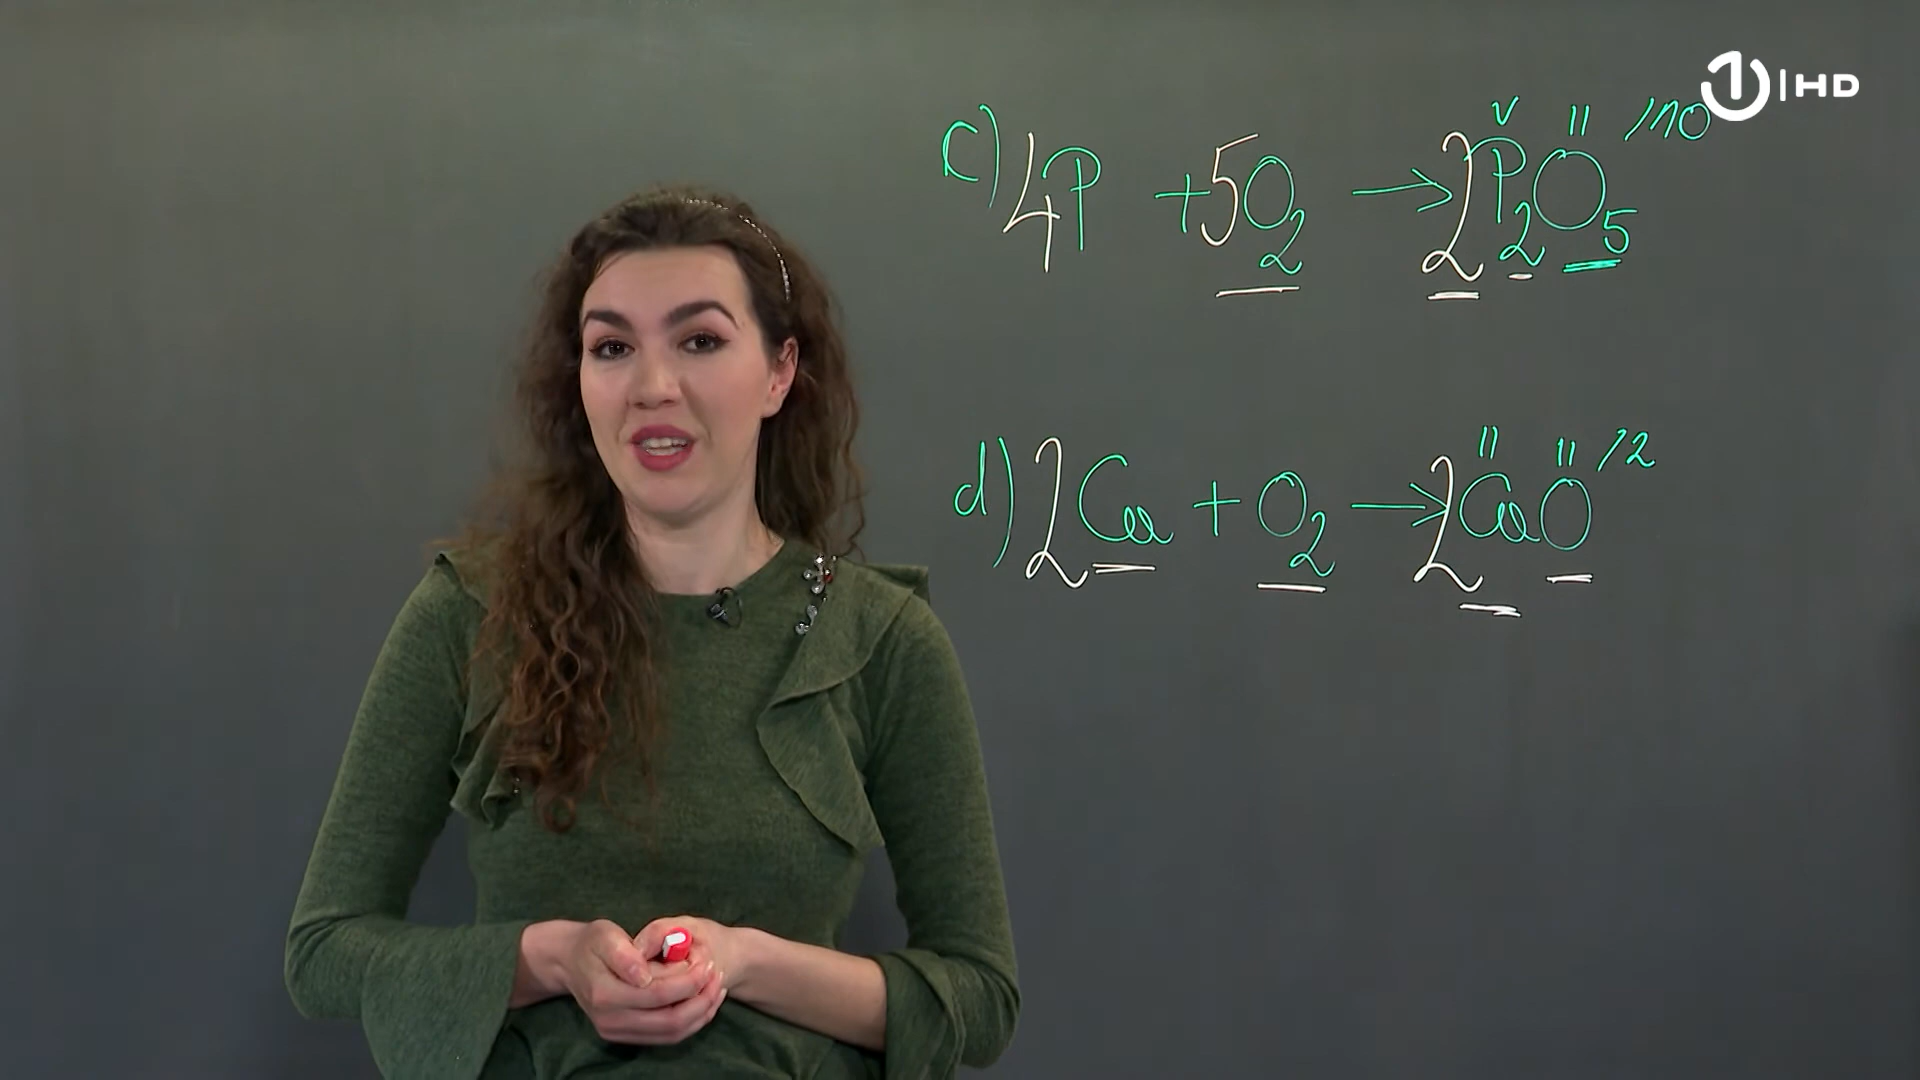 1 | HD
V II /10
c) 4P + 5O₂ → 2P₂O₅
II II /2
d) 2Ca + O₂ → 2CaO